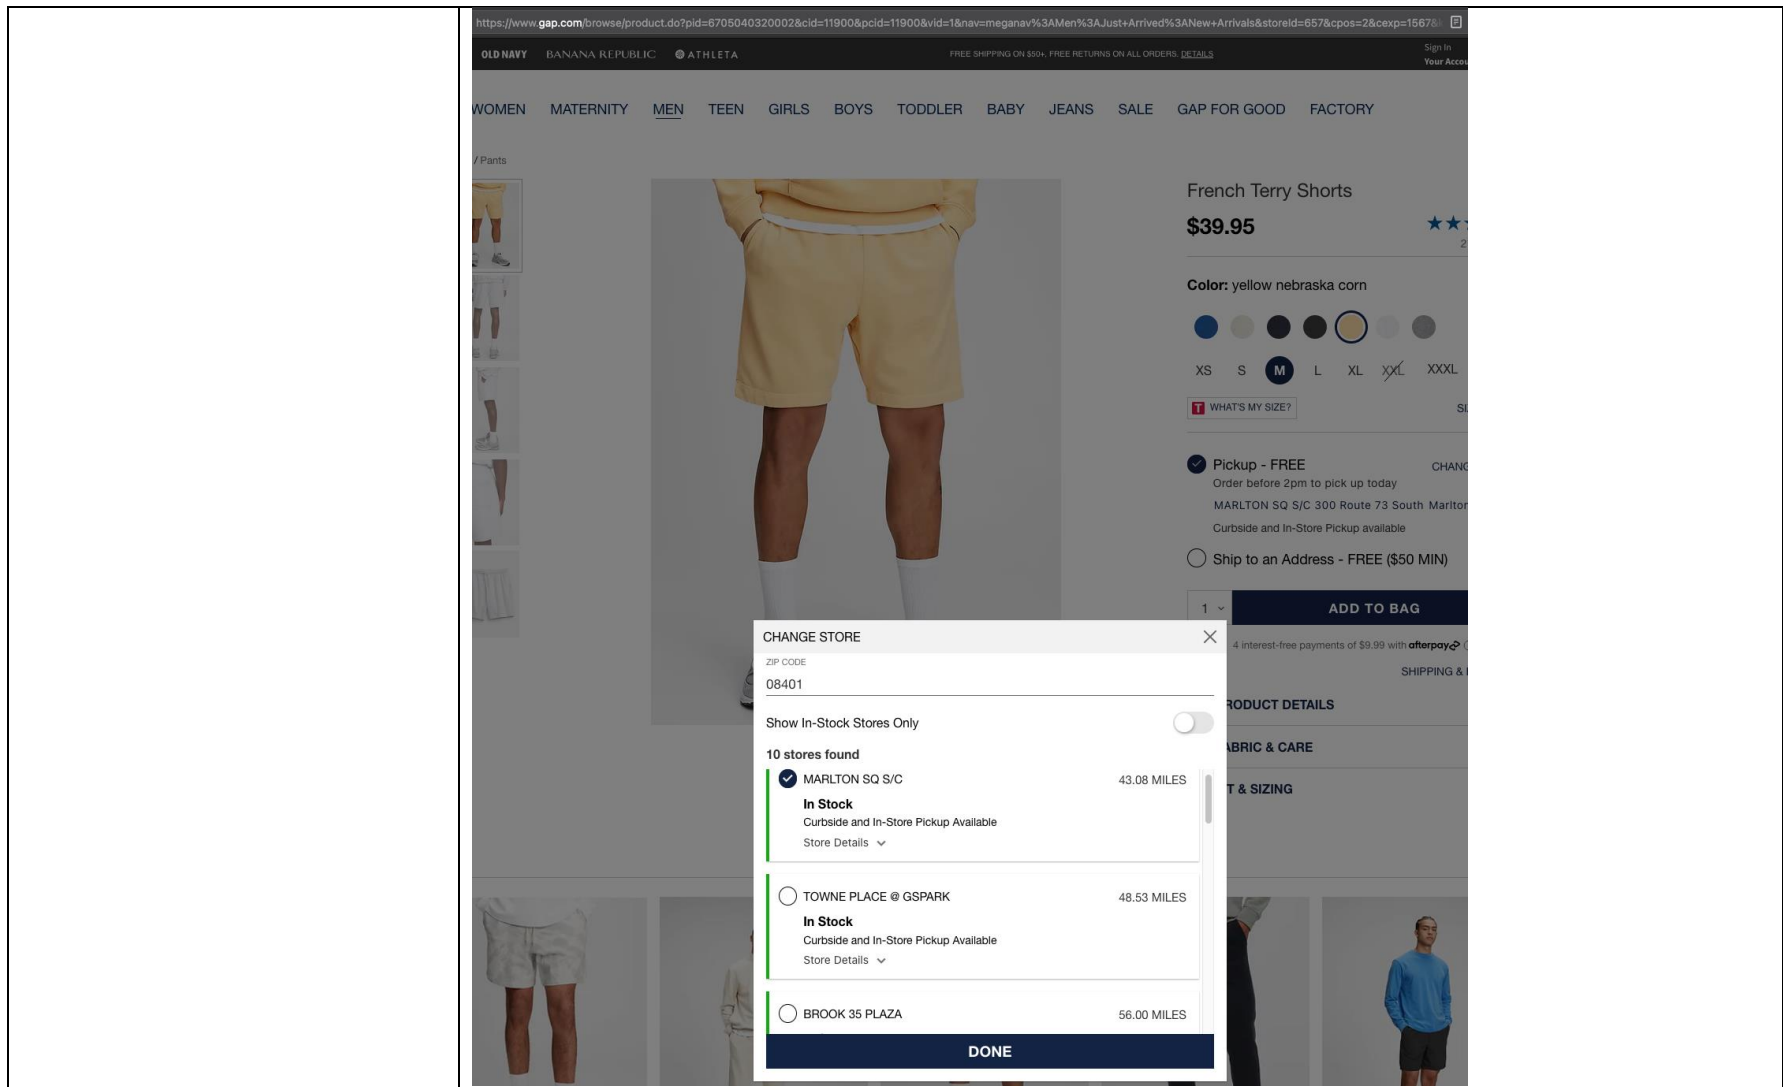 https://www.gap.com/browse/product.do?pid=6705040320002&cid=11900&pcid=11900&vid=1&nav=meganav%3AMen%3AJust+Arrived%3ANew+Arrivals&storeId=657&cpos=2&cexp=1567&
OLD NAVY BANANA REPUBLIC ATHLETA FREE SHIPPING ON $50+, FREE RETURNS ON ALL ORDERS. DETAILS Sign In
Your Accou
WOMEN MATERNITY MEN TEEN GIRLS BOYS TODDLER BABY JEANS SALE GAP FOR GOOD FACTORY
/ Pants
French Terry Shorts
$39.95
2
Color: yellow nebraska corn
XS S M L XL XXL XXXL
T WHAT'S MY SIZE? SI
Pickup - FREE CHANG
Order before 2pm to pick up today
MARLTON SQ S/C 300 Route 73 South Marlton
Curbside and In-Store Pickup available
Ship to an Address - FREE ($50 MIN)
1 ADD TO BAG
4 interest-free payments of $9.99 with afterpay
SHIPPING &
RODUCT DETAILS
ABRIC & CARE
T & SIZING
CHANGE STORE
ZIP CODE
08401
Show In-Stock Stores Only
10 stores found
MARLTON SQ S/C 43.08 MILES
In Stock
Curbside and In-Store Pickup Available
Store Details
TOWNE PLACE @ GSPARK 48.53 MILES
In Stock
Curbside and In-Store Pickup Available
Store Details
BROOK 35 PLAZA 56.00 MILES
DONE